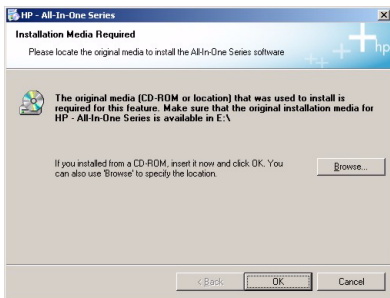 HP - All-In-One Series
Installation Media Required
Please locate the original media to install the All-In-One Series software
hp
The original media (CD-ROM or location) that was used to install is
required for this feature. Make sure that the original installation media for
HP - All-In-One Series is available in E:\
If you installed from a CD-ROM, insert it now and click OK. You
can also use 'Browse' to specify the location.
Browse...
< Back
OK
Cancel